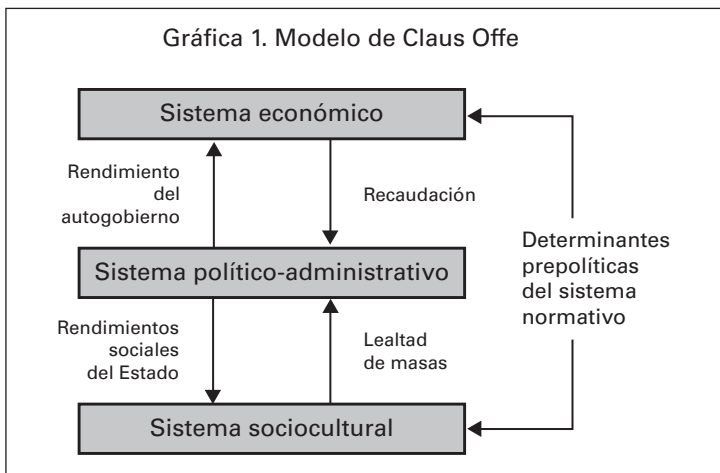 Gráfica 1. Modelo de Claus Offe
Sistema económico
Rendimiento
del
autogobierno
Recaudación
Sistema político-administrativo
Determinantes
prepolíticas
del sistema
normativo
Rendimientos
sociales
del Estado
Lealtad
de masas
Sistema sociocultural